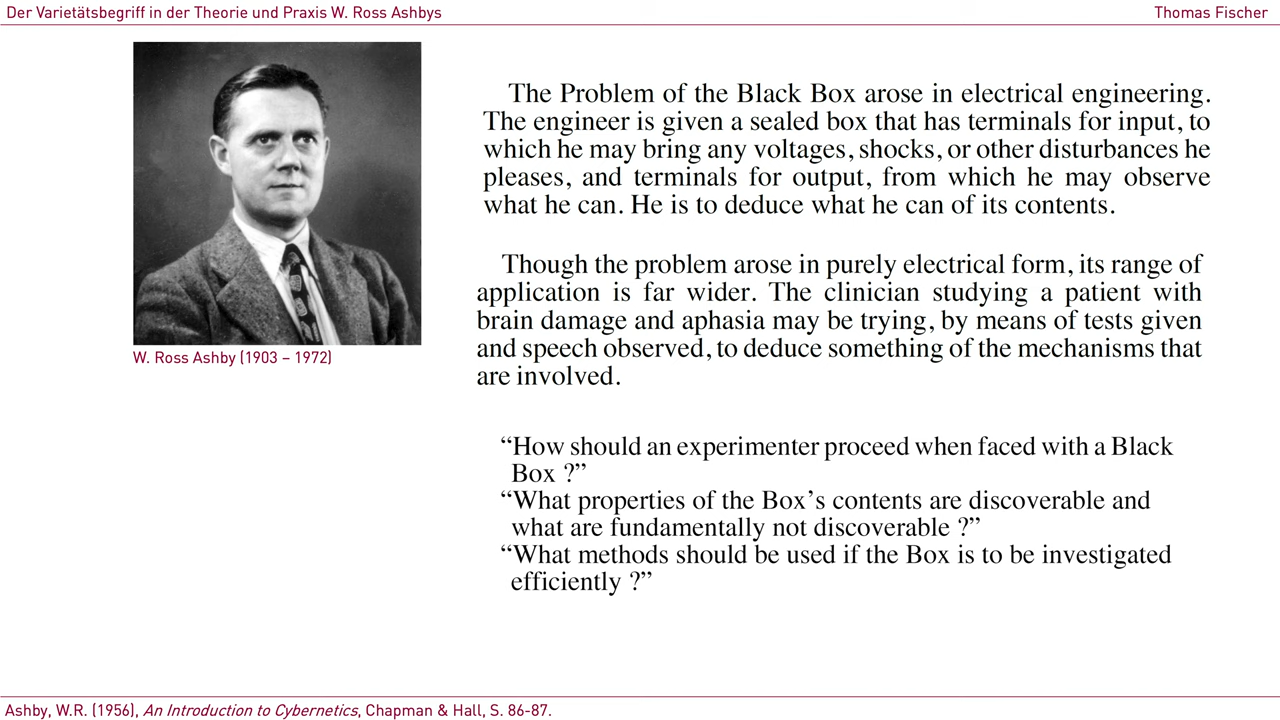 Der Varietätsbegriff in der Theorie und Praxis W. Ross Ashbys
Thomas Fischer
The Problem of the Black Box arose in electrical engineering.
The engineer is given a sealed box that has terminals for input, to
which he may bring any voltages, shocks, or other disturbances he
pleases, and terminals for output, from which he may observe
what he can. He is to deduce what he can of its contents.
Though the problem arose in purely electrical form, its range of
application is far wider. The clinician studying a patient with
brain damage and aphasia may be trying, by means of tests given
and speech observed, to deduce something of the mechanisms that
are involved.
“How should an experimenter proceed when faced with a Black
Box ?”
“What properties of the Box’s contents are discoverable and
what are fundamentally not discoverable ?”
“What methods should be used if the Box is to be investigated
efficiently ?”
W. Ross Ashby (1903 – 1972)
Ashby, W.R. (1956), An Introduction to Cybernetics, Chapman & Hall, S. 86-87.